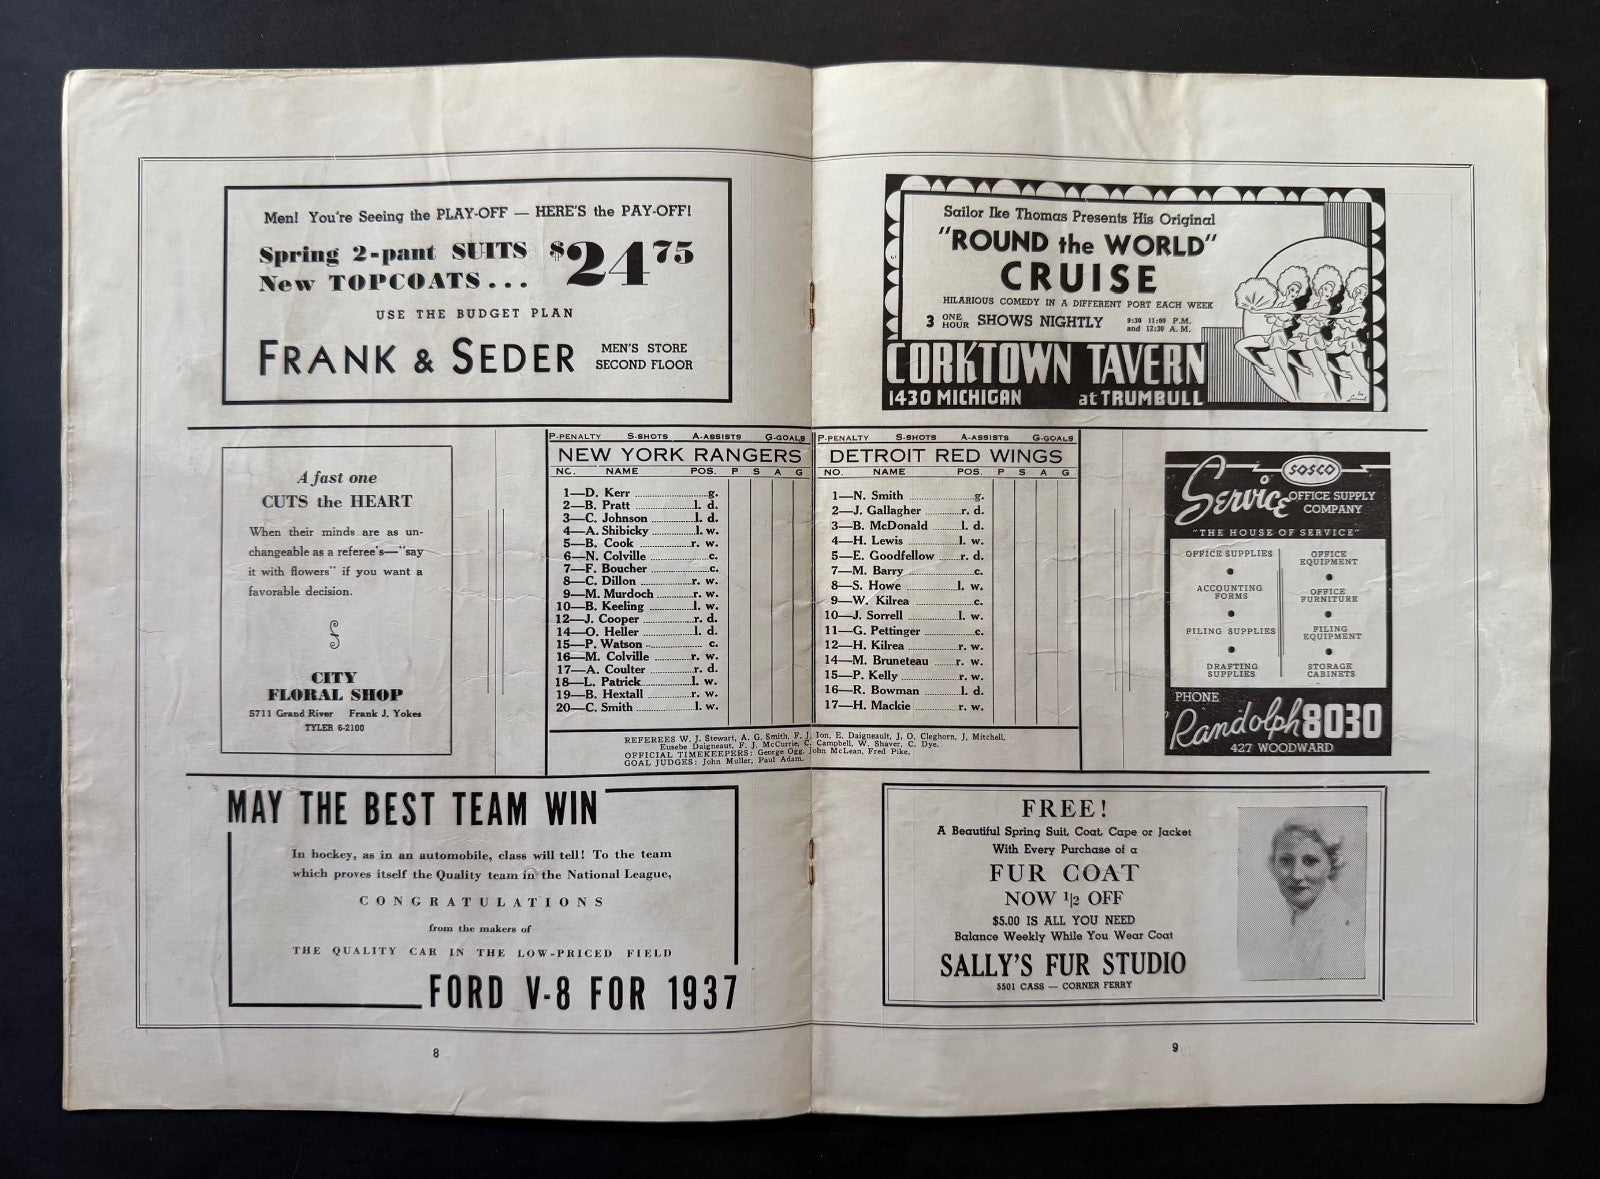 Men! You're Seeing the PLAY-OFF — HERE'S the PAY-OFF!
Spring 2-pant SUITS $24 75
New TOPCOATS...
USE THE BUDGET PLAN
FRANK & SEDER
MEN'S STORE
SECOND FLOOR
A fast one
CUTS the HEART
When their minds are as un-
changeable as a referee's—"say
it with flowers" if you want a
favorable decision.
CITY
FLORAL SHOP
5711 Grand River Frank J. Yokes
TYLER 6-2100
P-PENALTY S-SHOTS A-ASSISTS G-GOALS
NEW YORK RANGERS
NO. NAME POS. P S A G
1—D. Kerr ........ g.
2—B. Pratt ........ l. d.
3—C. Johnson ........ l. d.
4—A. Shibicky ........ l. w.
5—B. Cook ........ r. w.
6—N. Colville ........ c.
7—F. Boucher ........ c.
8—C. Dillon ........ r. w.
9—M. Murdoch ........ r. w.
10—B. Keeling ........ l. w.
12—J. Cooper ........ r. d.
14—O. Heller ........ l. d.
15—P. Watson ........ c.
16—M. Colville ........ r. w.
17—A. Coulter ........ r. d.
18—L. Patrick ........ l. w.
19—B. Hextall ........ r. w.
20—C. Smith ........ l. w.
P-PENALTY S-SHOTS A-ASSISTS G-GOALS
DETROIT RED WINGS
NO. NAME POS. P S A G
1—N. Smith ........ g.
2—J. Gallagher ........ r. d.
3—B. McDonald ........ l. d.
4—H. Lewis ........ l. w.
5—E. Goodfellow ........ r. d.
7—M. Barry ........ c.
8—S. Howe ........ l. w.
9—W. Kilrea ........ c.
10—J. Sorrell ........ l. w.
11—G. Pettinger ........ c.
12—H. Kilrea ........ r. w.
14—M. Bruneteau ........ r. w.
15—P. Kelly ........ r. w.
16—R. Bowman ........ l. d.
17—H. Mackie ........ r. w.
REFEREES W. J. Stewart, A. G. Smith, F. J. Ion, E. Daigneault, J. O. Cleghorn, J. Mitchell,
Eusebe Daigneaut, F. J. McCurrie, C. Campbell, W. Shaver, C. Dye.
OFFICIAL TIMEKEEPERS: George Ogg, John McLean, Fred Pike.
GOAL JUDGES: John Muller, Paul Adam.
MAY THE BEST TEAM WIN
In hockey, as in an automobile, class will tell! To the team
which proves itself the Quality team in the National League,
CONGRATULATIONS
from the makers of
THE QUALITY CAR IN THE LOW-PRICED FIELD
FORD V-8 FOR 1937
8
Sailor Ike Thomas Presents His Original
"ROUND the WORLD"
CRUISE
HILARIOUS COMEDY IN A DIFFERENT PORT EACH WEEK
3 ONE HOUR SHOWS NIGHTLY 9:30 11:00 P.M. and 12:30 A.M.
CORKTOWN TAVERN
1430 MICHIGAN at TRUMBULL
SOSCO
Service OFFICE SUPPLY
COMPANY
"THE HOUSE OF SERVICE"
OFFICE SUPPLIES
ACCOUNTING
FORMS
FILING SUPPLIES
DRAFTING
SUPPLIES
OFFICE
EQUIPMENT
OFFICE
FURNITURE
FILING
EQUIPMENT
STORAGE
CABINETS
PHONE
Randolph 8030
427 WOODWARD
FREE!
A Beautiful Spring Suit, Coat, Cape or Jacket
With Every Purchase of a
FUR COAT
NOW 1/2 OFF
$5.00 IS ALL YOU NEED
Balance Weekly While You Wear Coat
SALLY'S FUR STUDIO
5501 CASS — CORNER FERRY
9